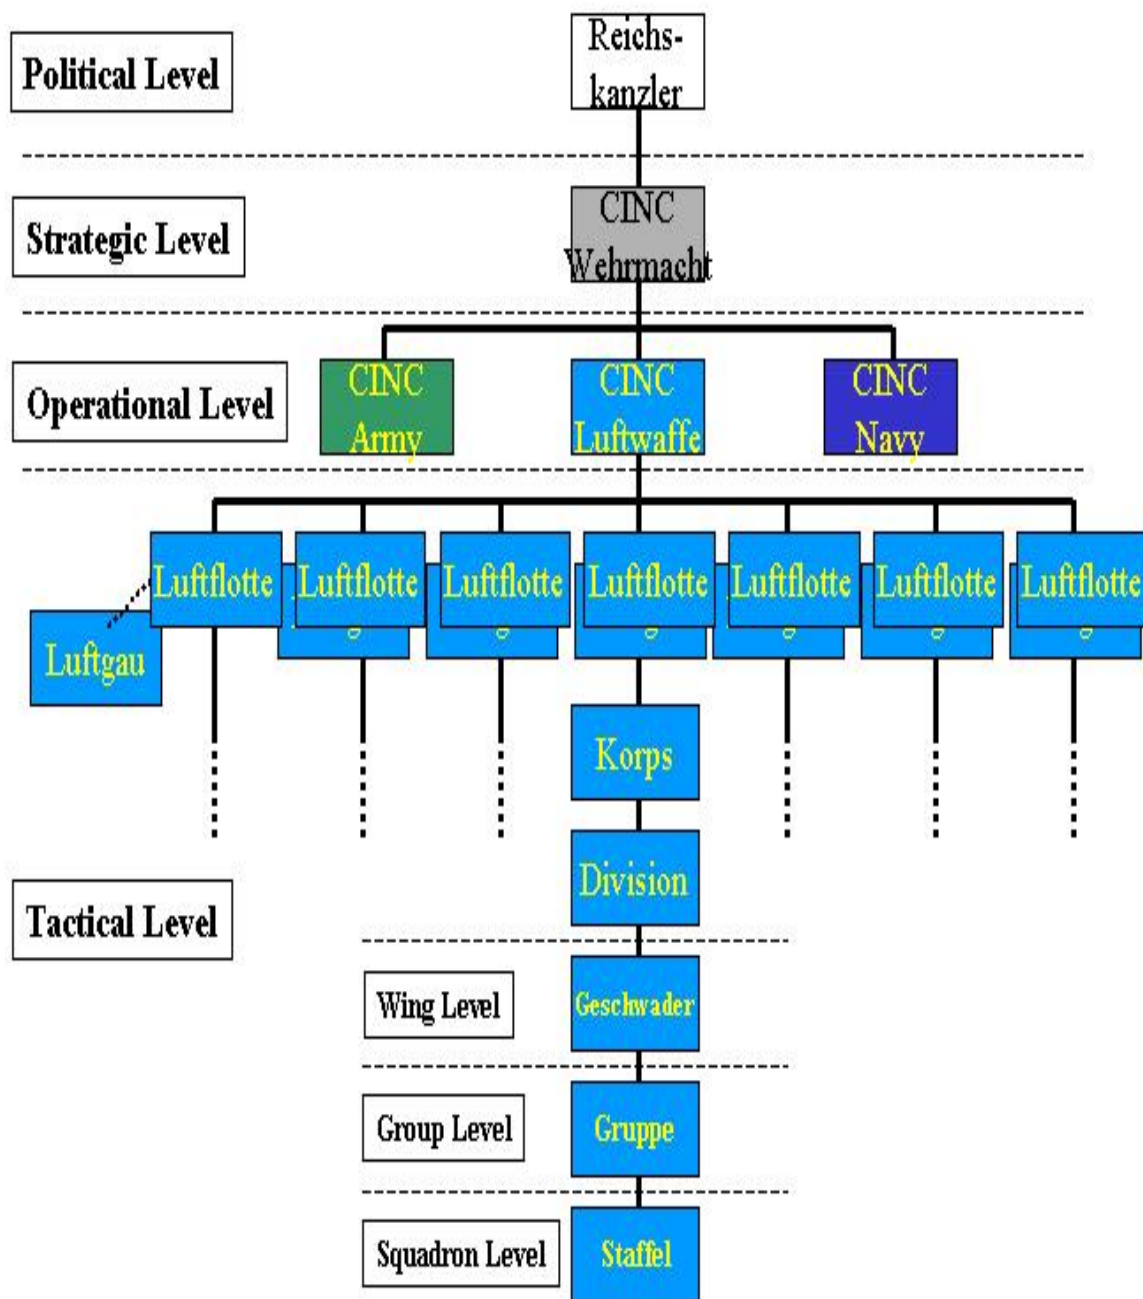 Political Level
Reichs-
kanzler
Strategic Level
CINC
Wehrmacht
Operational Level
CINC
Army
CINC
Luftwaffe
CINC
Navy
Luftflotte
Luftflotte
Luftflotte
Luftflotte
Luftflotte
Luftflotte
Luftflotte
Luftgau
Korps
Division
Tactical Level
Wing Level
Geschwader
Group Level
Gruppe
Squadron Level
Staffel